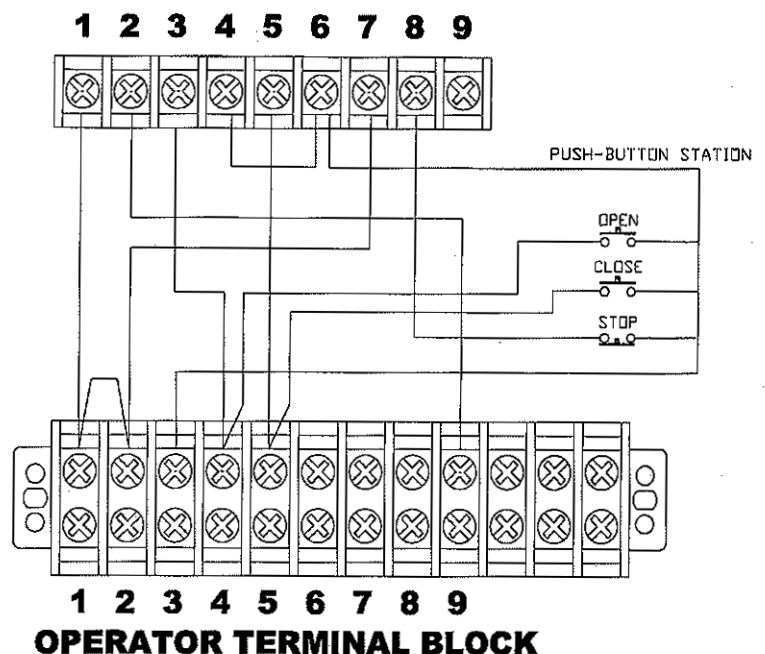 1 2 3 4 5 6 7 8 9
PUSH-BUTTON STATION
OPEN
CLOSE
STOP
1 2 3 4 5 6 7 8 9
OPERATOR TERMINAL BLOCK